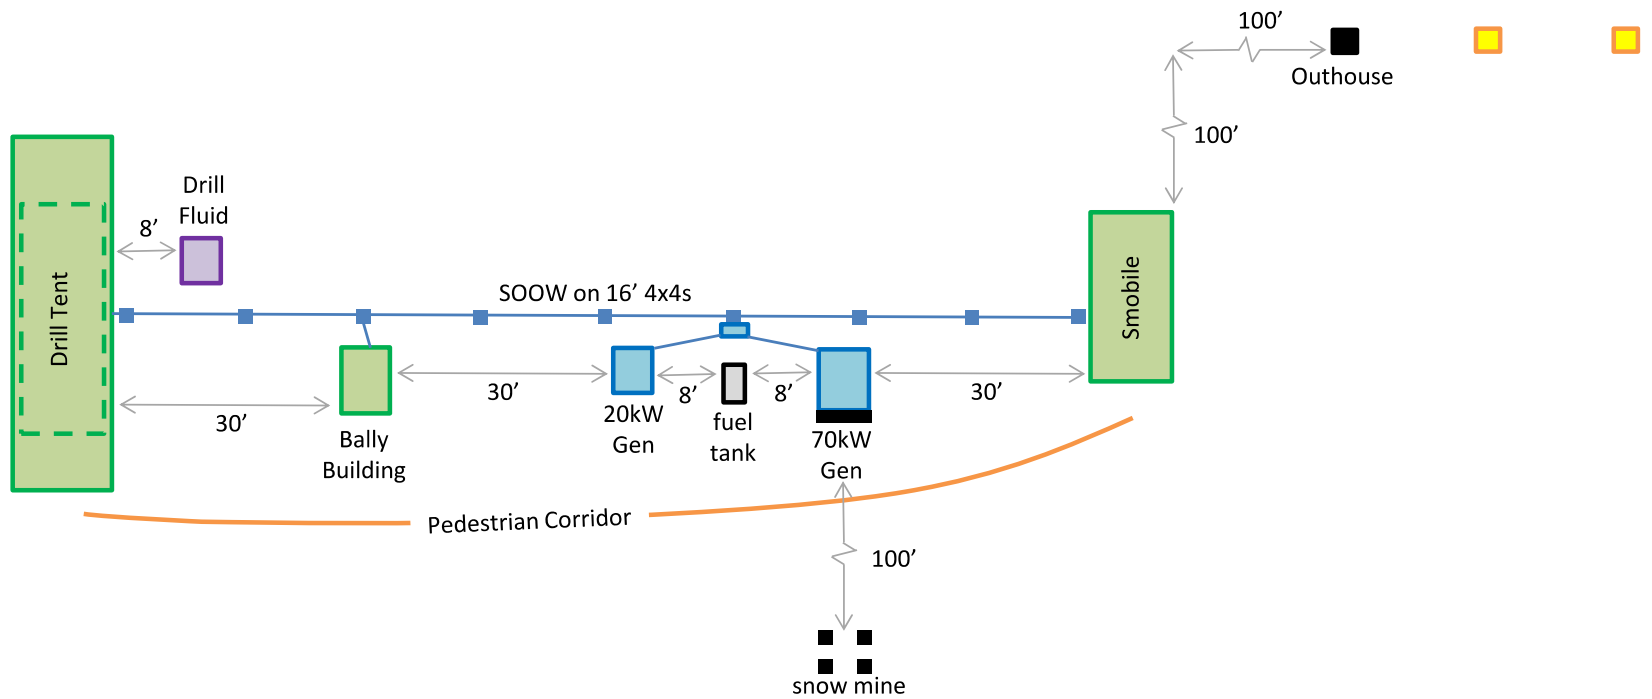 100’
Outhouse
100’
Drill
Fluid
8’
Drill Tent
SOOW on 16’ 4x4s
Smobile
30’
30’
8’
8’
30’
20kW
Gen
fuel
tank
70kW
Gen
Bally
Building
Pedestrian Corridor
100’
snow mine